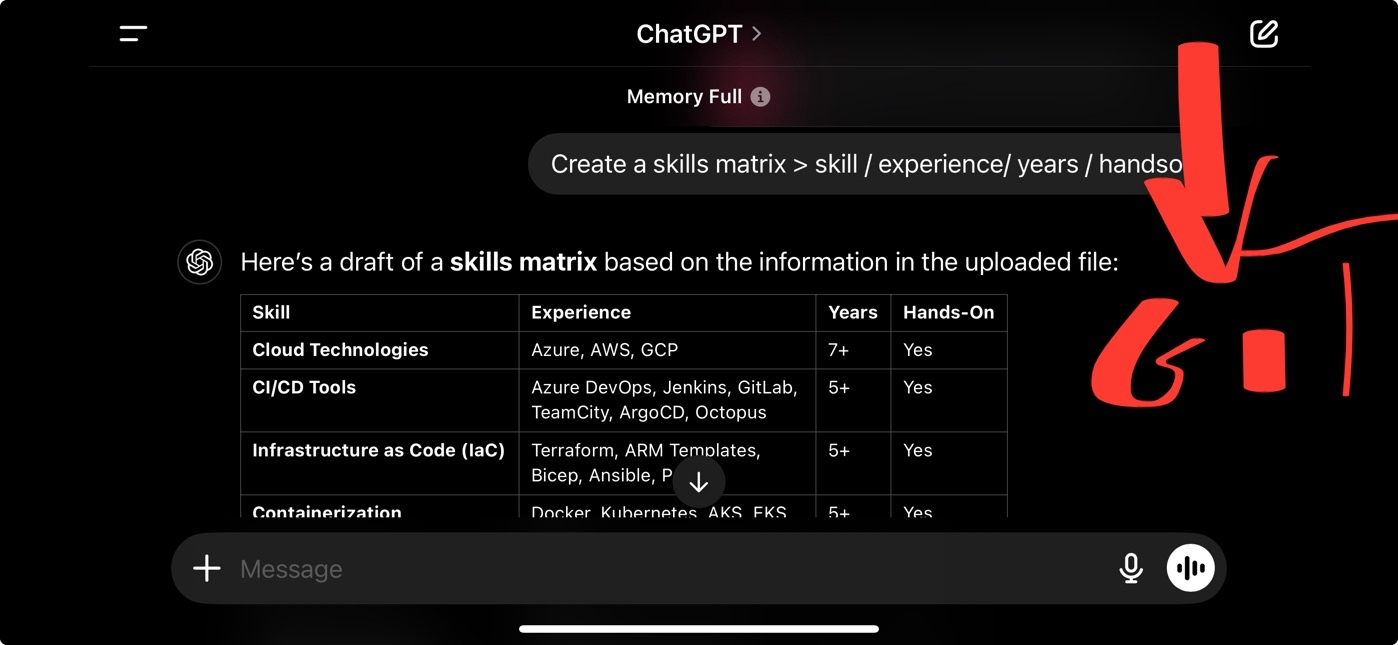 ChatGPT
Memory Full
Create a skills matrix > skill / experience/ years / handso
Here's a draft of a skills matrix based on the information in the uploaded file:
Skill Experience Years Hands-On
Cloud Technologies Azure, AWS, GCP 7+ Yes
CI/CD Tools Azure DevOps, Jenkins, GitLab, 5+ Yes
TeamCity, ArgoCD, Octopus
Infrastructure as Code (IaC) Terraform, ARM Templates, 5+ Yes
Bicep, Ansible,
Containerization Docker, Kubernetes, AKS, EKS 5+ Yes
Message